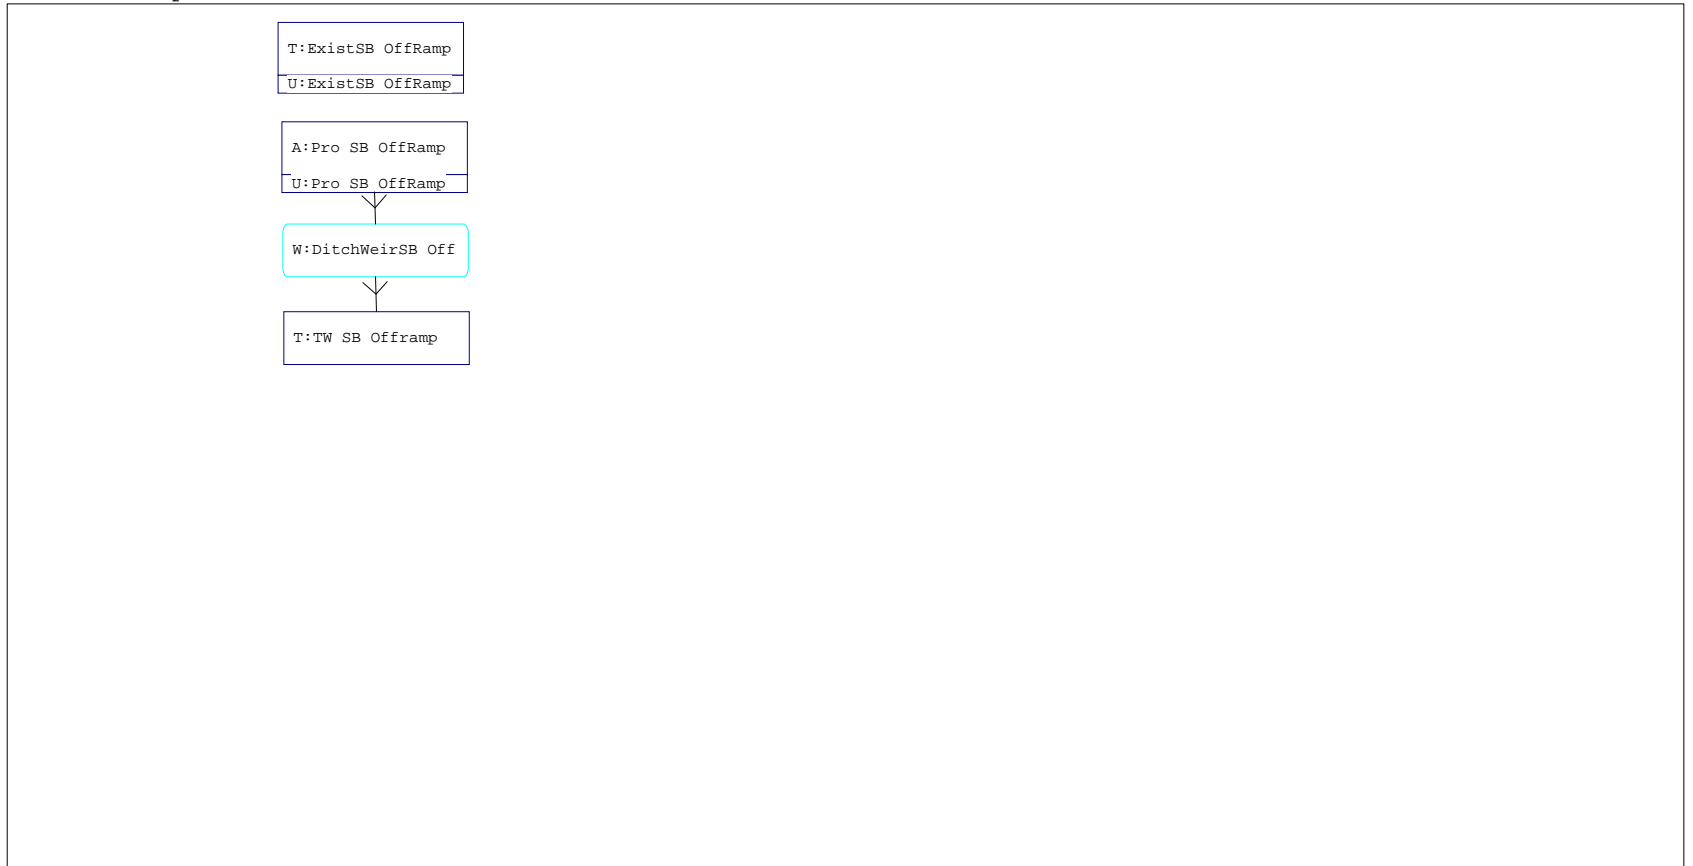 T:ExistSB OffRamp
U:ExistSB OffRamp
A:Pro SB OffRamp
U:Pro SB OffRamp
W:DitchWeirSB Off
T:TW SB Offramp